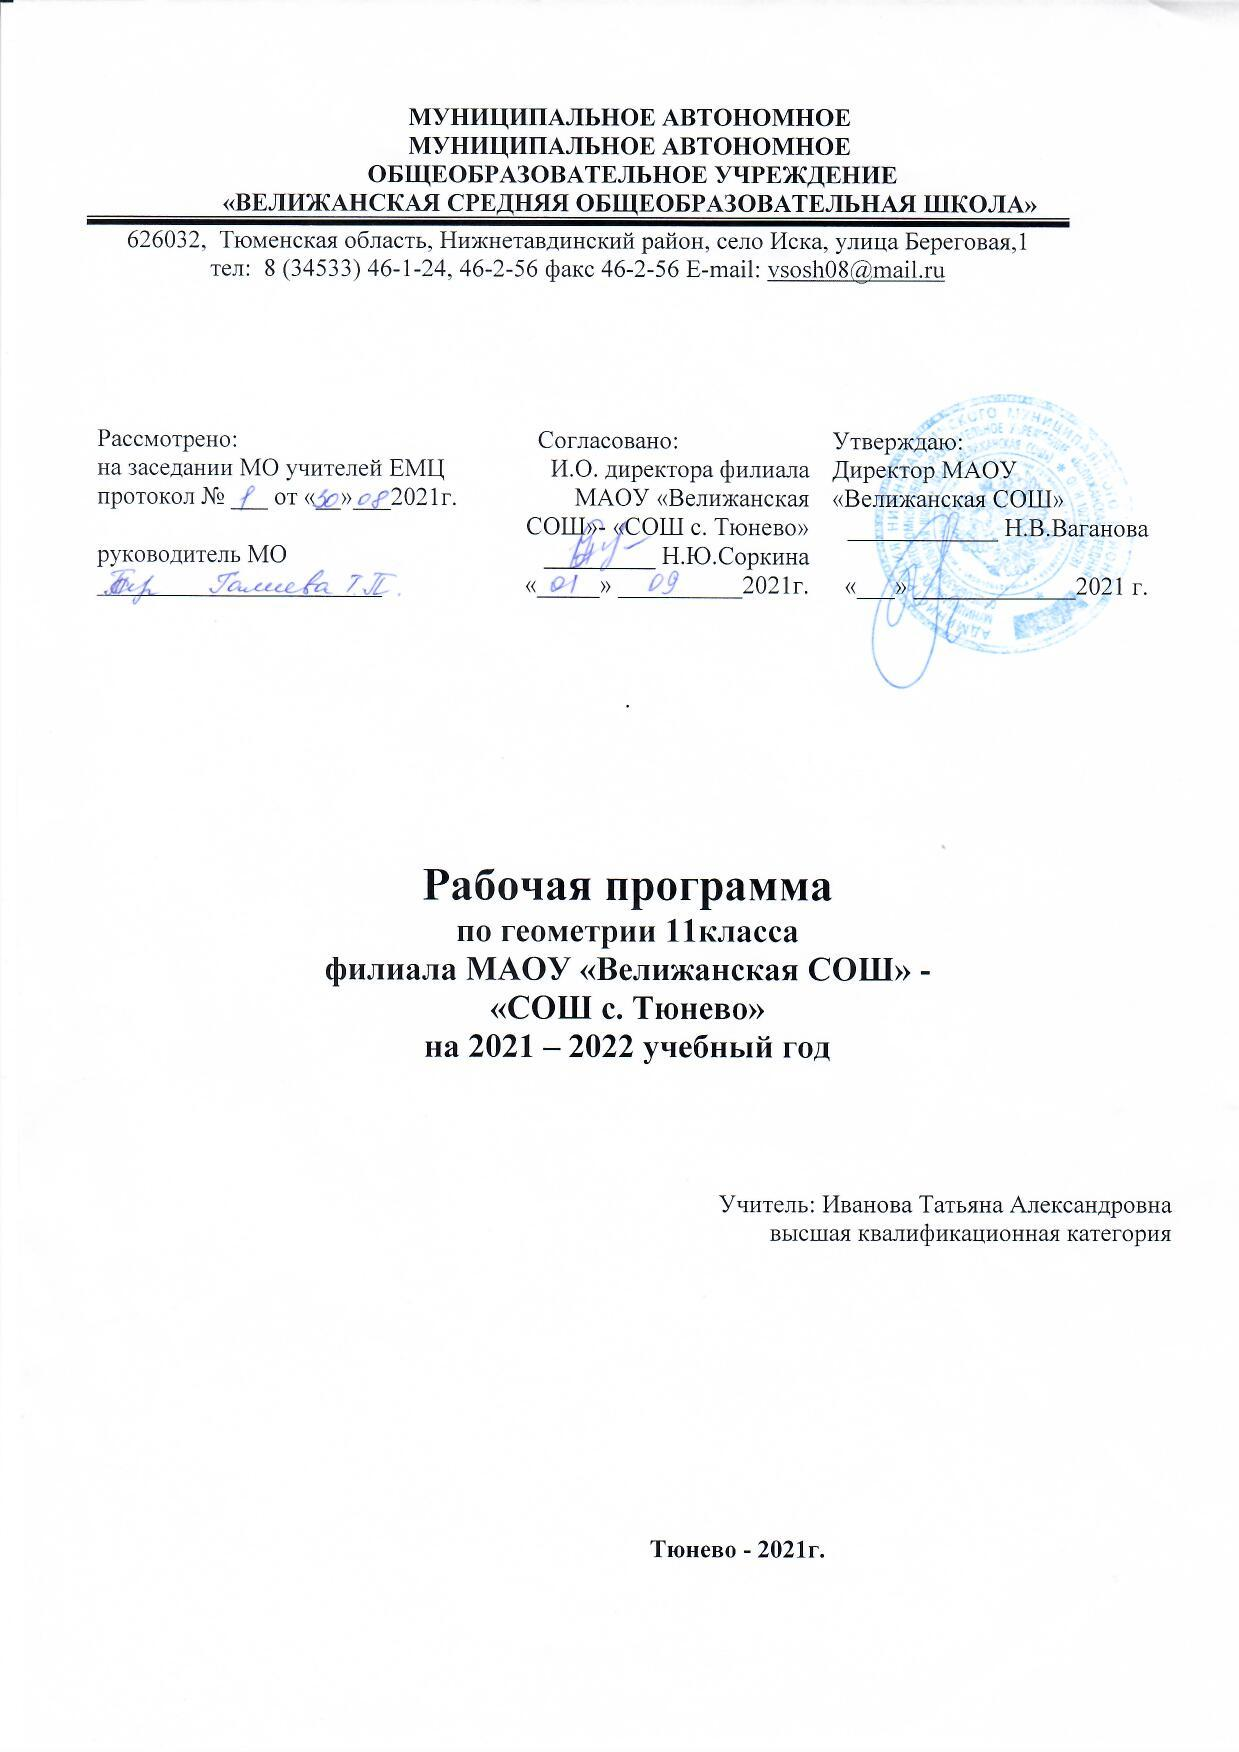 МУНИЦИПАЛЬНОЕ АВТОНОМНОЕ
МУНИЦИПАЛЬНОЕ АВТОНОМНОЕ
ОБЩЕОБРАЗОВАТЕЛЬНОЕ УЧРЕЖДЕНИЕ
«ВЕЛИЖАНСКАЯ СРЕДНЯЯ ОБЩЕОБРАЗОВАТЕЛЬНАЯ ШКОЛА»
626032, Тюменская область, Нижнетавдинский район, село Иска, улица Береговая,1
тел: 8 (34533) 46-1-24, 46-2-56 факс 46-2-56 E-mail: vsosh08@mail.ru
Рассмотрено:
на заседании МО учителей ЕМЦ
протокол № 1 от «30» 08 2021г.
руководитель МО
Галиева Т.П.
Согласовано:
И.О. директора филиала
МАОУ «Велижанская
СОШ»- «СОШ с. Тюнево»
_________ Н.Ю.Соркина
«01» 09 2021г.
Утверждаю:
Директор МАОУ
«Велижанская СОШ»
____________ Н.В.Ваганова
«___» _____________2021 г.
Рабочая программа
по геометрии 11класса
филиала МАОУ «Велижанская СОШ» -
«СОШ с. Тюнево»
на 2021 – 2022 учебный год
Учитель: Иванова Татьяна Александровна
высшая квалификационная категория
Тюнево - 2021г.